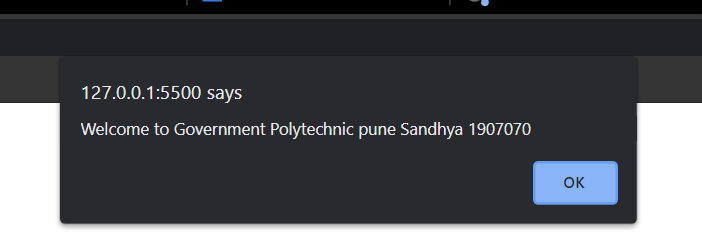 127.0.0.1:5500 says
Welcome to Government Polytechnic pune Sandhya 1907070
OK